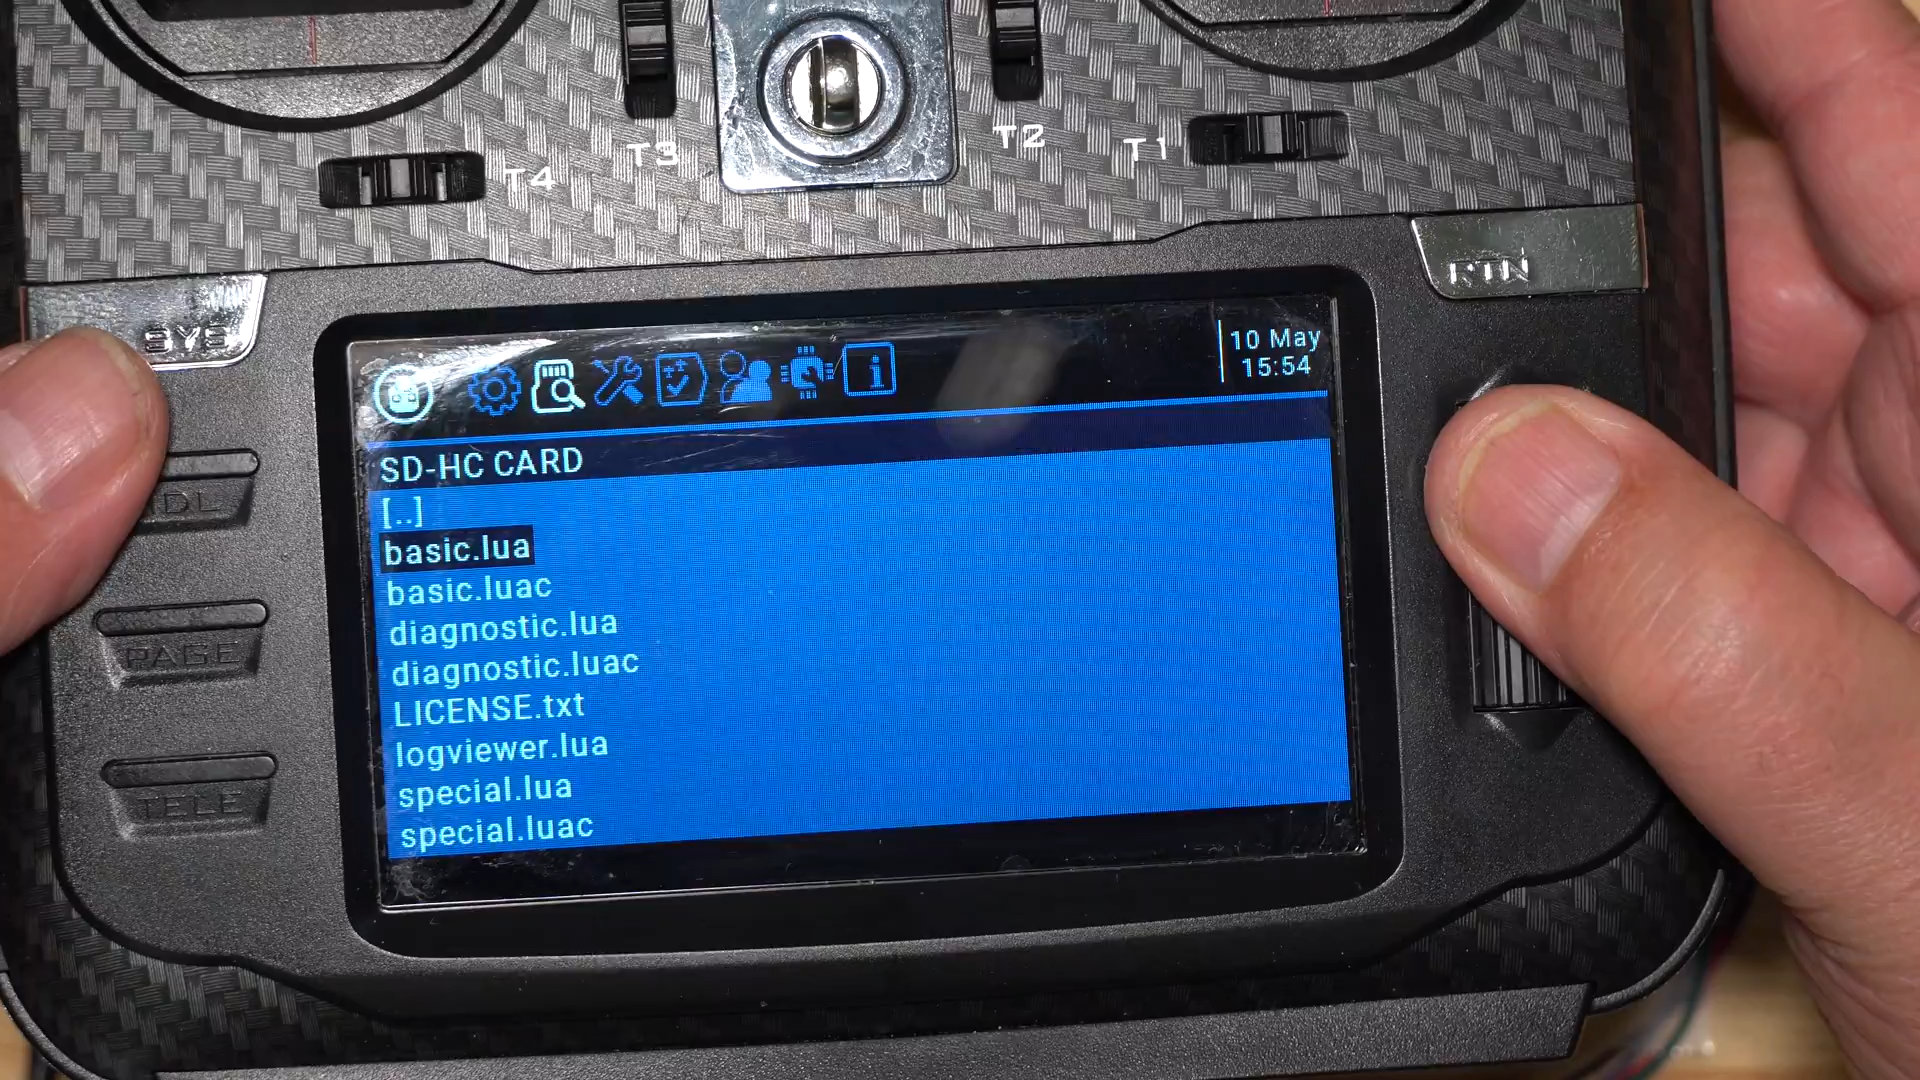 T3
T2
T1
T4
RTN
SYS
10 May
15:54
SD-HC CARD
[..]
basic.lua
basic.luac
diagnostic.lua
diagnostic.luac
LICENSE.txt
logviewer.lua
special.lua
special.luac
PAGE
TELE